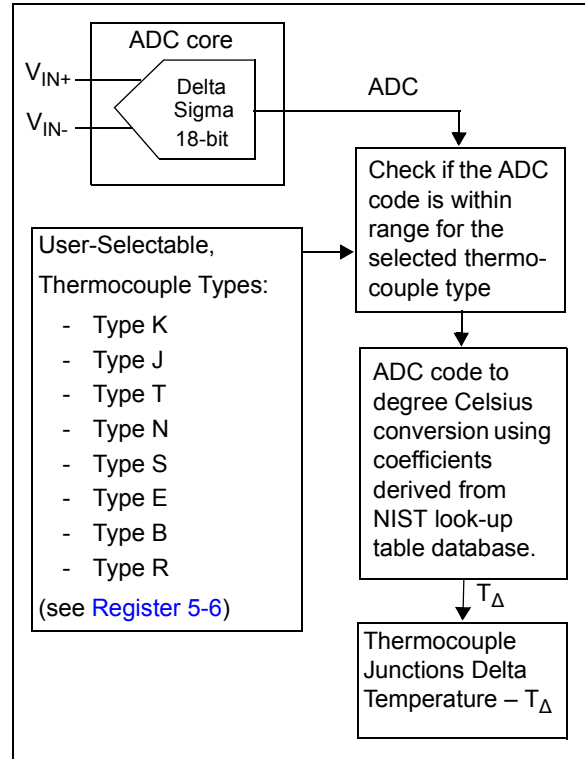 ADC core
VIN+
VIN-
Delta
Sigma
18-bit
ADC
Check if the ADC
code is within
range for the
selected thermo-
couple type
User-Selectable,
Thermocouple Types:
- Type K
- Type J
- Type T
- Type N
- Type S
- Type E
- Type B
- Type R
(see Register 5-6)
ADC code to
degree Celsius
conversion using
coefficients
derived from
NIST look-up
table database.
TΔ
Thermocouple
Junctions Delta
Temperature – TΔ